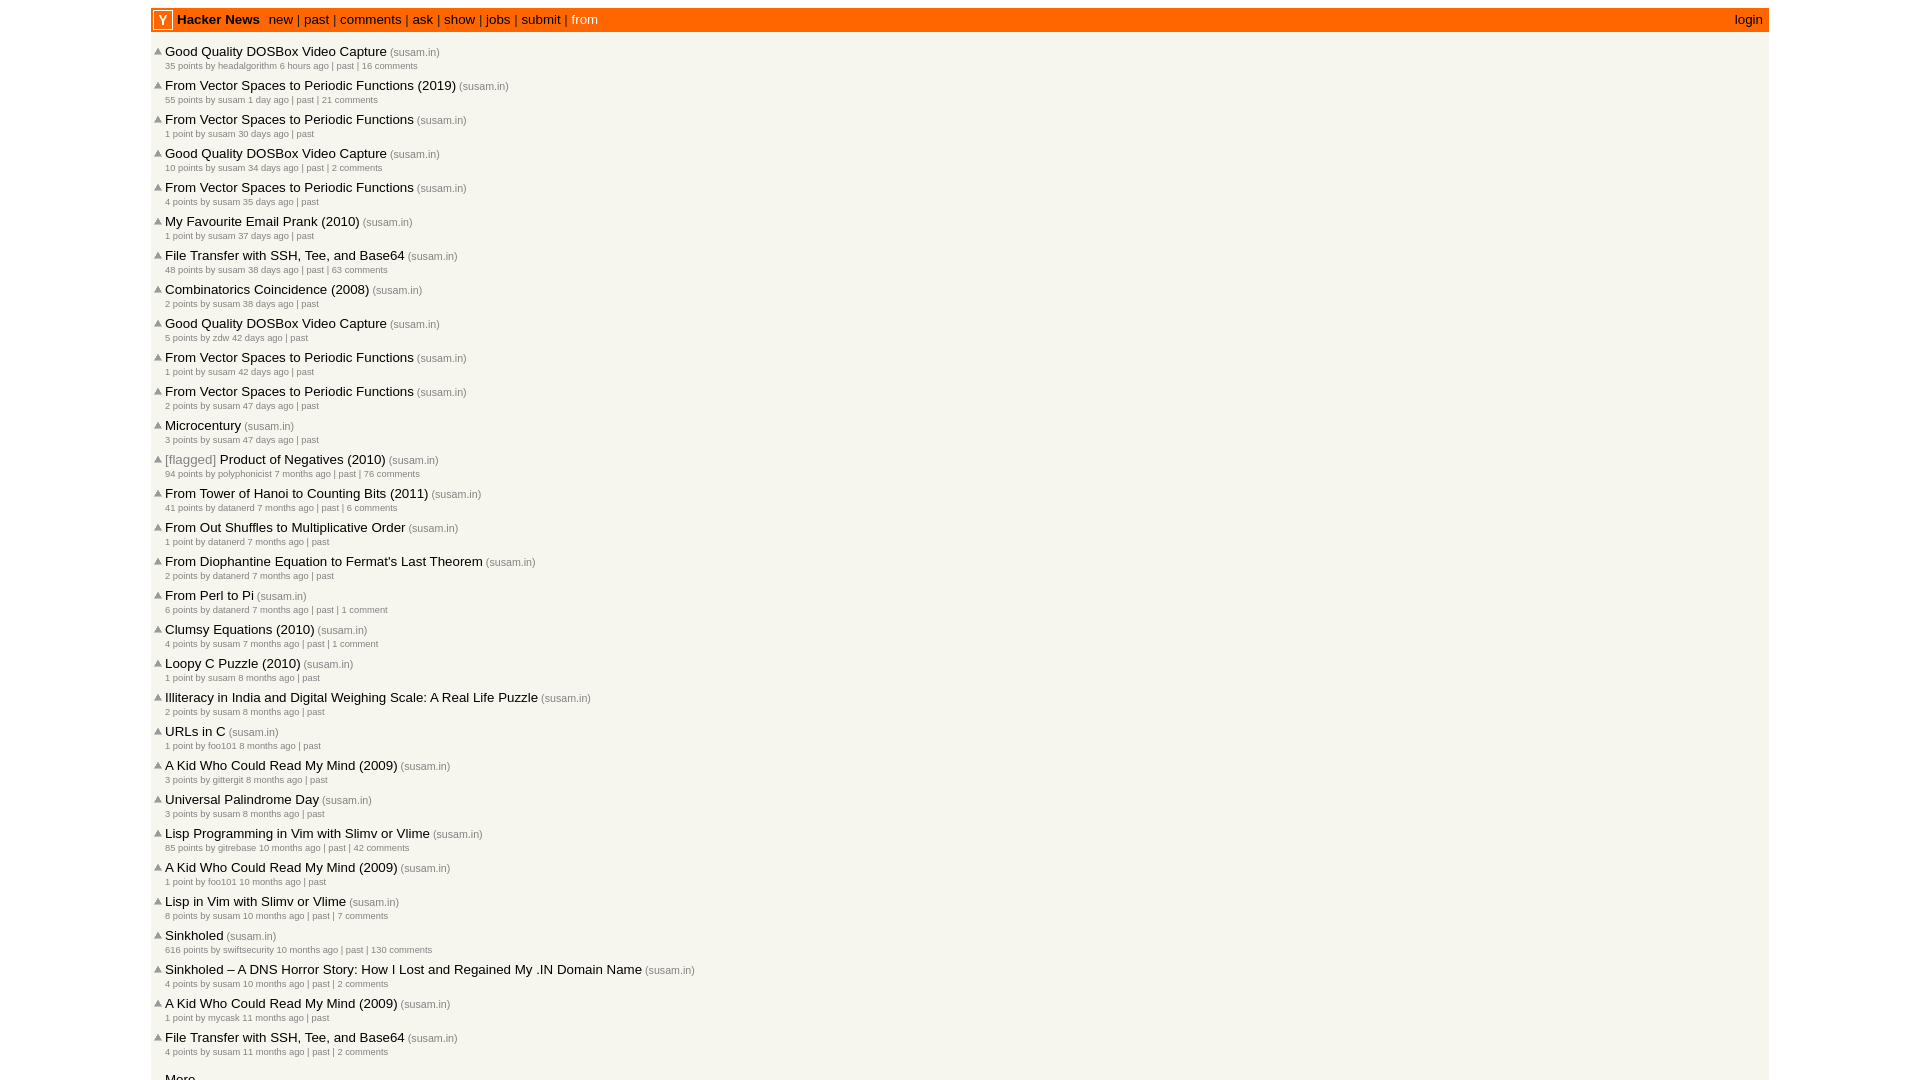 Y Hacker News new | past | comments | ask | show | jobs | submit | from login
Good Quality DOSBox Video Capture (susam.in)
35 points by headalgorithm 6 hours ago | past | 16 comments
From Vector Spaces to Periodic Functions (2019) (susam.in)
55 points by susam 1 day ago | past | 21 comments
From Vector Spaces to Periodic Functions (susam.in)
1 point by susam 30 days ago | past
Good Quality DOSBox Video Capture (susam.in)
10 points by susam 34 days ago | past | 2 comments
From Vector Spaces to Periodic Functions (susam.in)
4 points by susam 35 days ago | past
My Favourite Email Prank (2010) (susam.in)
1 point by susam 37 days ago | past
File Transfer with SSH, Tee, and Base64 (susam.in)
48 points by susam 38 days ago | past | 63 comments
Combinatorics Coincidence (2008) (susam.in)
2 points by susam 38 days ago | past
Good Quality DOSBox Video Capture (susam.in)
5 points by zdw 42 days ago | past
From Vector Spaces to Periodic Functions (susam.in)
1 point by susam 42 days ago | past
From Vector Spaces to Periodic Functions (susam.in)
2 points by susam 47 days ago | past
Microcentury (susam.in)
3 points by susam 47 days ago | past
[flagged] Product of Negatives (2010) (susam.in)
94 points by polyphonicist 7 months ago | past | 76 comments
From Tower of Hanoi to Counting Bits (2011) (susam.in)
41 points by datanerd 7 months ago | past | 6 comments
From Out Shuffles to Multiplicative Order (susam.in)
1 point by datanerd 7 months ago | past
From Diophantine Equation to Fermat's Last Theorem (susam.in)
2 points by datanerd 7 months ago | past
From Perl to Pi (susam.in)
6 points by datanerd 7 months ago | past | 1 comment
Clumsy Equations (2010) (susam.in)
4 points by susam 7 months ago | past | 1 comment
Loopy C Puzzle (2010) (susam.in)
1 point by susam 8 months ago | past
Illiteracy in India and Digital Weighing Scale: A Real Life Puzzle (susam.in)
2 points by susam 8 months ago | past
URLs in C (susam.in)
1 point by foo101 8 months ago | past
A Kid Who Could Read My Mind (2009) (susam.in)
3 points by gittergit 8 months ago | past
Universal Palindrome Day (susam.in)
3 points by susam 8 months ago | past
Lisp Programming in Vim with Slimv or Vlime (susam.in)
85 points by gitrebase 10 months ago | past | 42 comments
A Kid Who Could Read My Mind (2009) (susam.in)
1 point by foo101 10 months ago | past
Lisp in Vim with Slimv or Vlime (susam.in)
8 points by susam 10 months ago | past | 7 comments
Sinkholed (susam.in)
616 points by swiftsecurity 10 months ago | past | 130 comments
Sinkholed – A DNS Horror Story: How I Lost and Regained My .IN Domain Name (susam.in)
4 points by susam 10 months ago | past | 2 comments
A Kid Who Could Read My Mind (2009) (susam.in)
1 point by mycask 11 months ago | past
File Transfer with SSH, Tee, and Base64 (susam.in)
4 points by susam 11 months ago | past | 2 comments
More